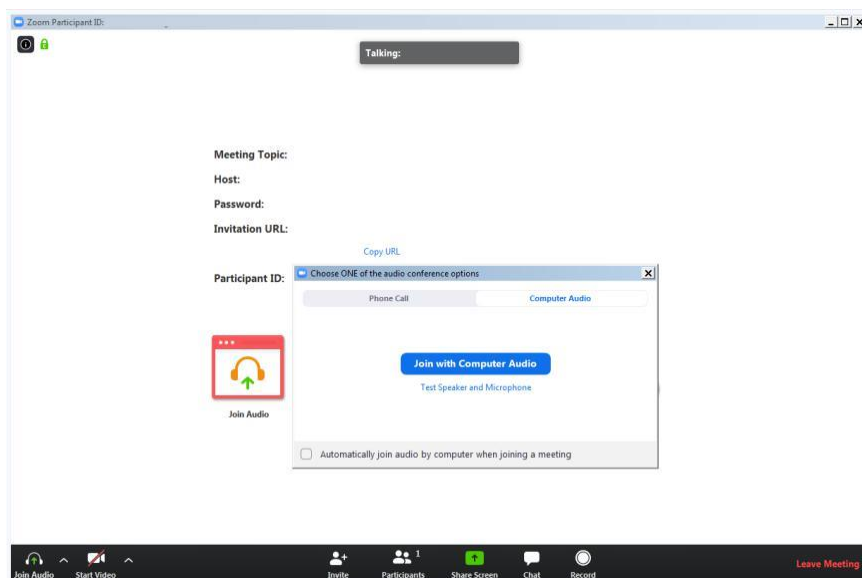 Zoom Participant ID:
Talking:
Meeting Topic:
Host:
Password:
Invitation URL:
Copy URL
Participant ID:
Choose ONE of the audio conference options
Phone Call
Computer Audio
Join with Computer Audio
Test Speaker and Microphone
Automatically join audio by computer when joining a meeting
Join Audio
Join Audio
Start Video
Invite
Participants
1
Share Screen
Chat
Record
Leave Meeting